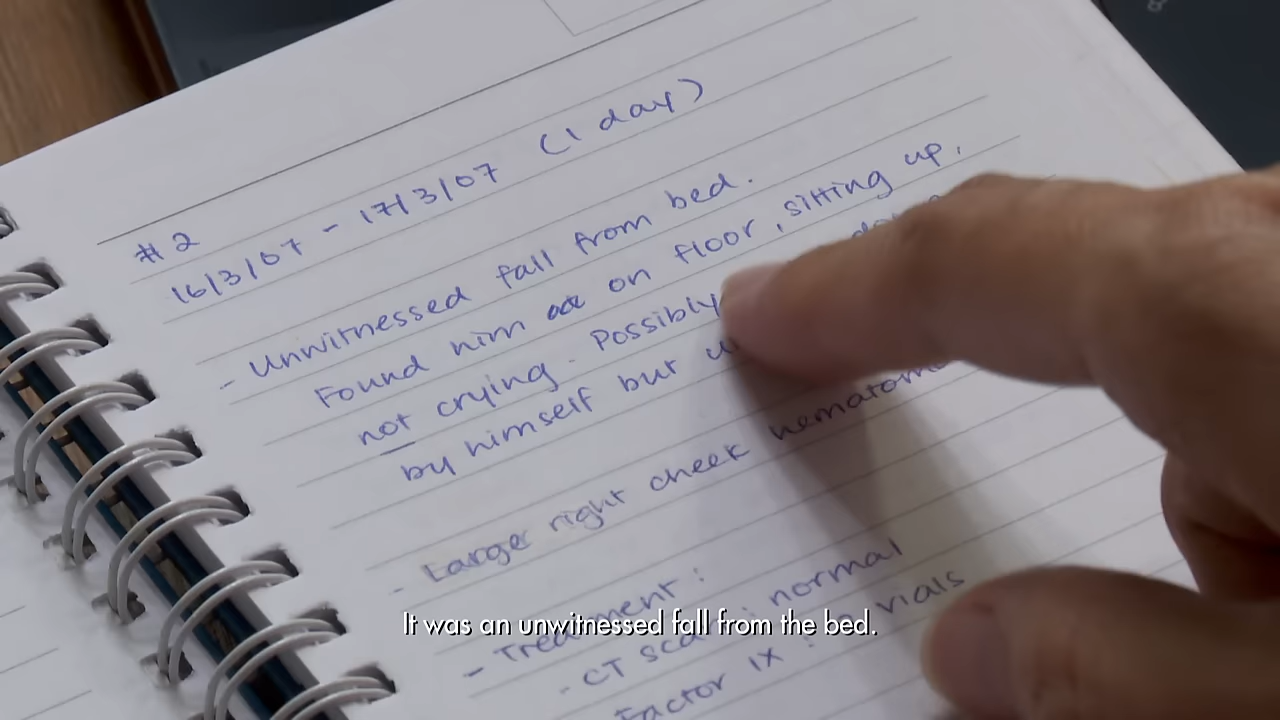 #2
16/3/07 - 17/3/07 (1 day)
- Unwitnessed fall from bed.
Found him on floor, sitting up,
not crying. Possibly
by himself but
- Large right cheek hematoma
- Treatment:
- CT scan: normal
Factor IX: vials
It was an unwitnessed fall from the bed.